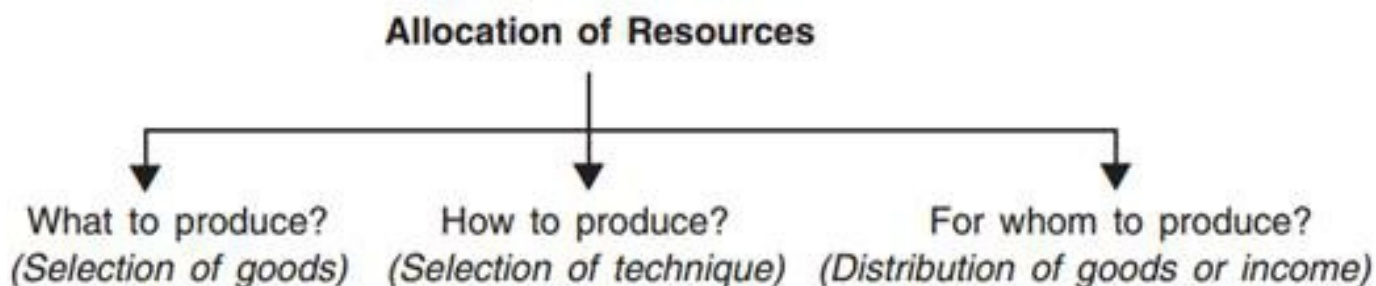 Allocation of Resources
What to produce? How to produce? For whom to produce?
(Selection of goods) (Selection of technique) (Distribution of goods or income)